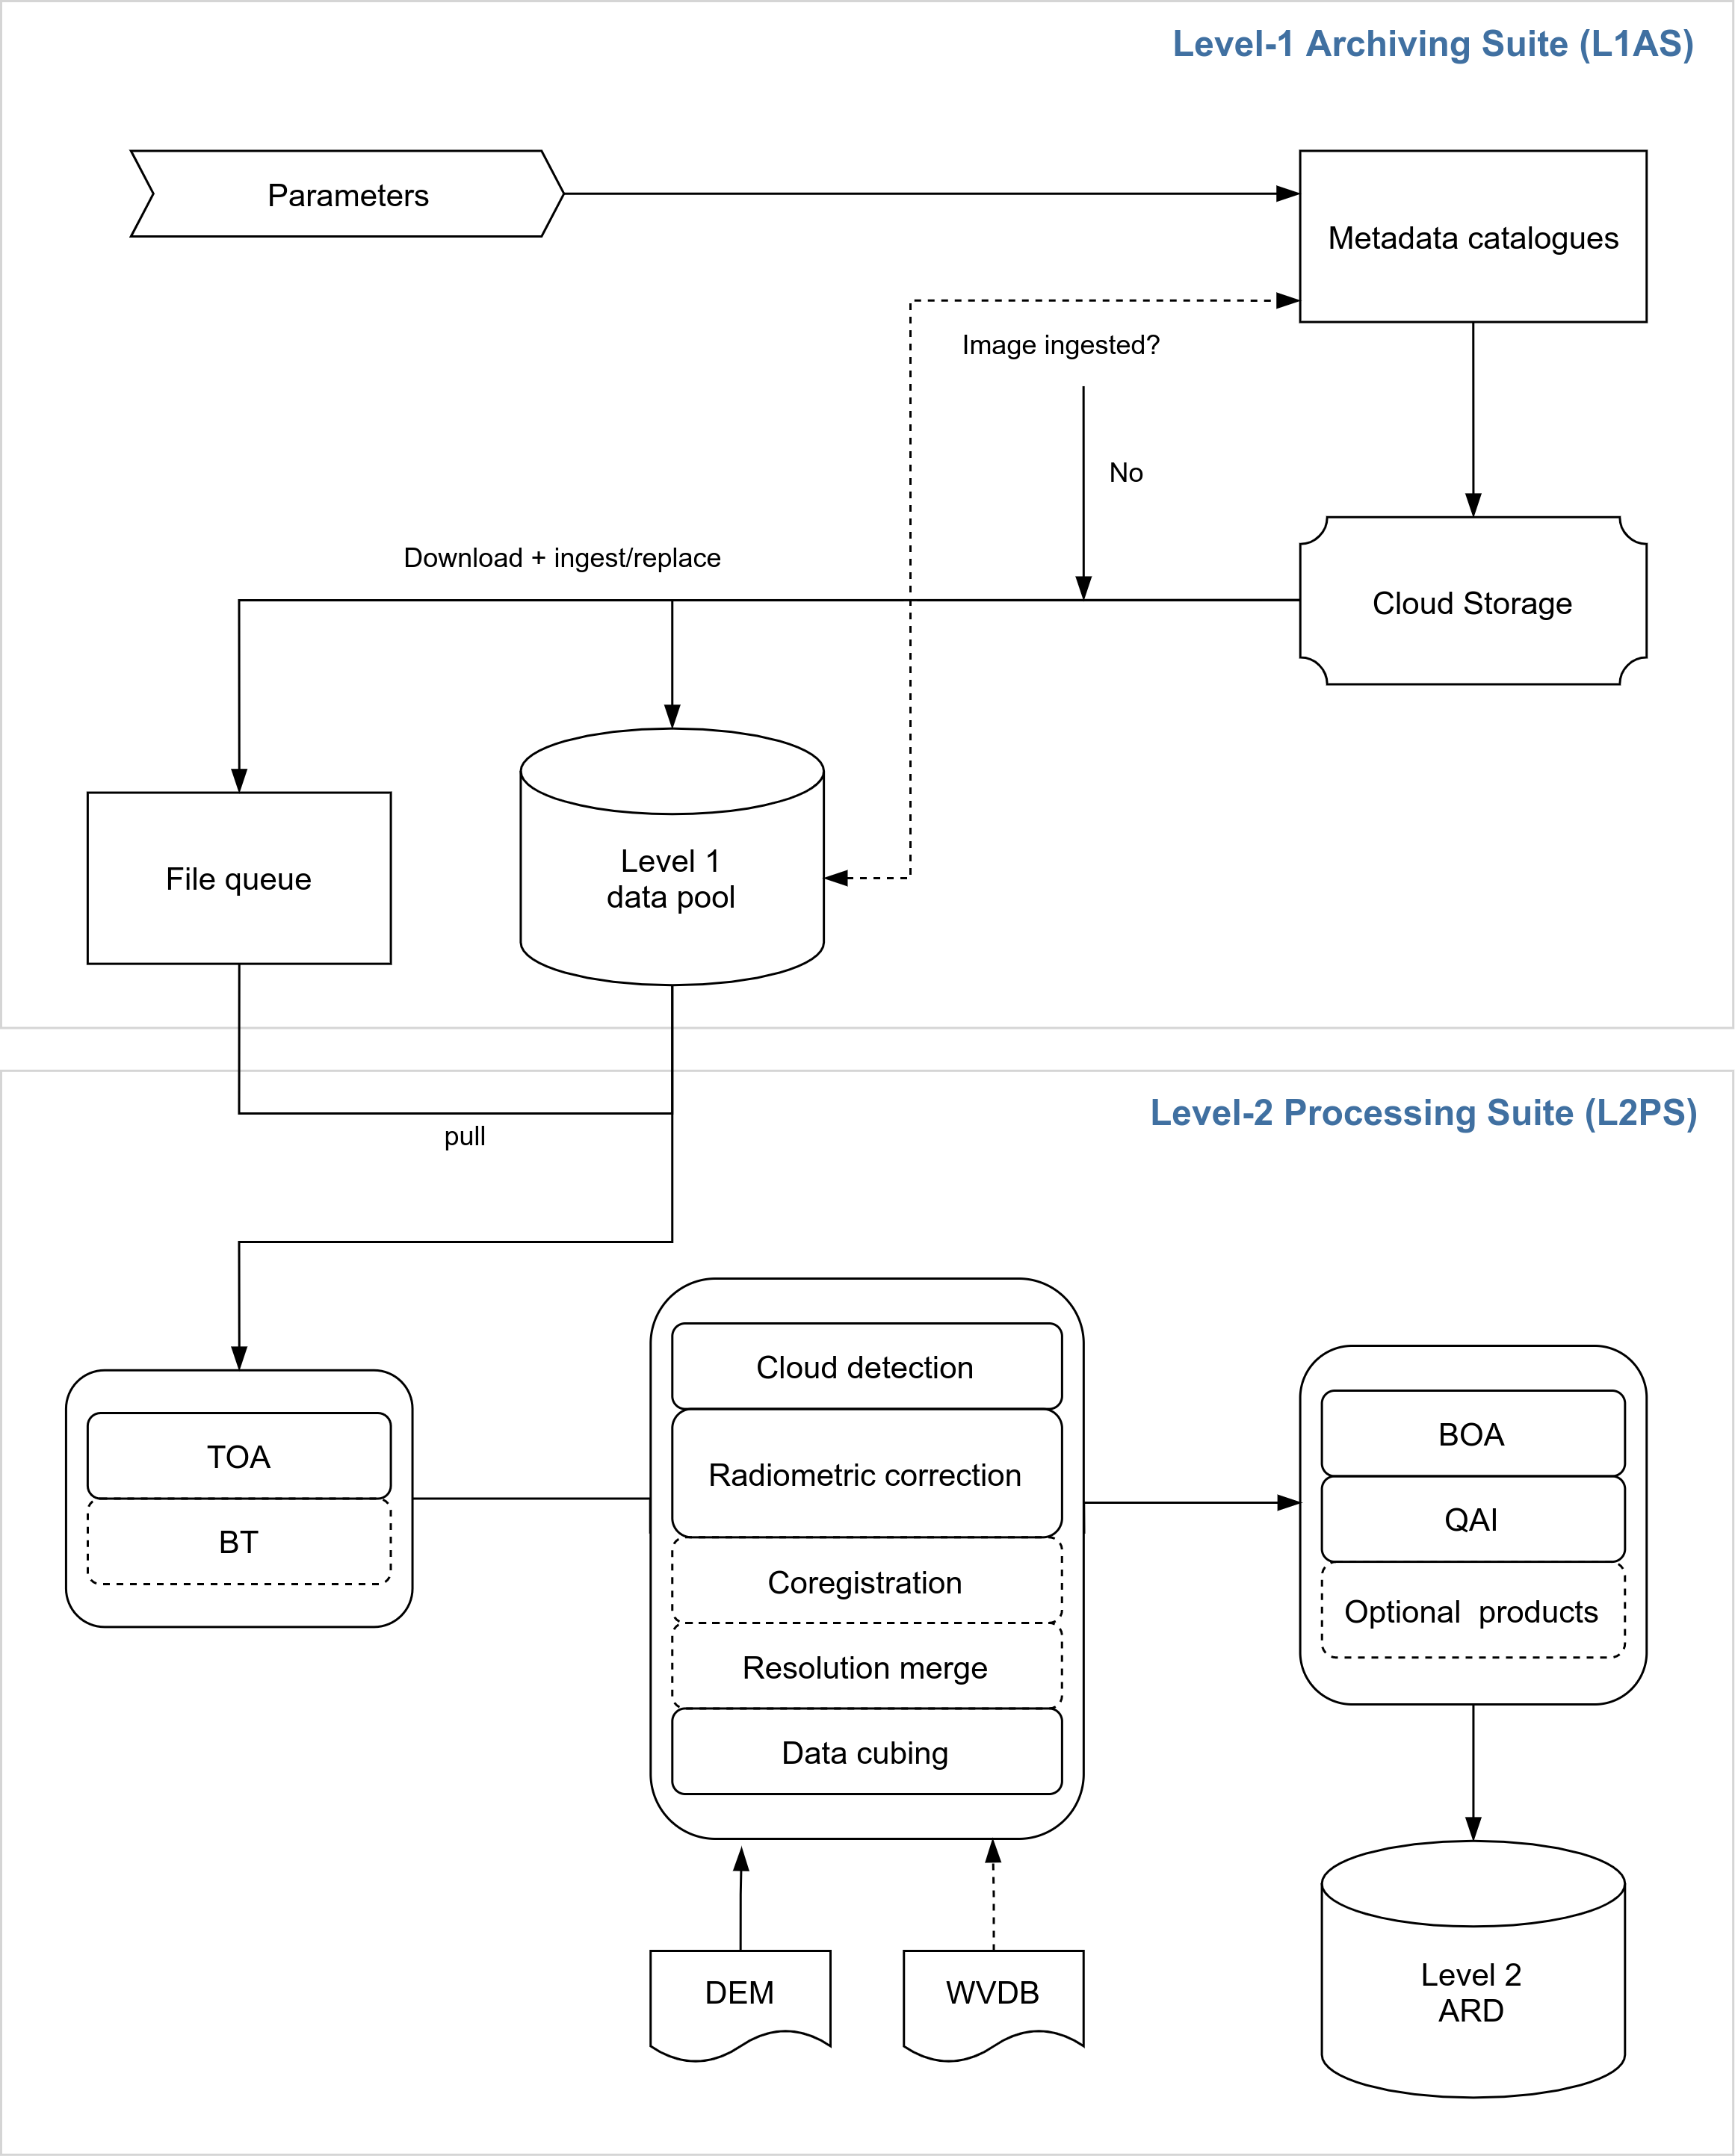 Level-1 Archiving Suite (L1AS)
Parameters
Metadata catalogues
Image ingested?
No
Download + ingest/replace
Cloud Storage
File queue
Level 1
data pool
Level-2 Processing Suite (L2PS)
pull
TOA
BT
Cloud detection
Radiometric correction
Coregistration
Resolution merge
Data cubing
BOA
QAI
Optional products
DEM
WVDB
Level 2
ARD